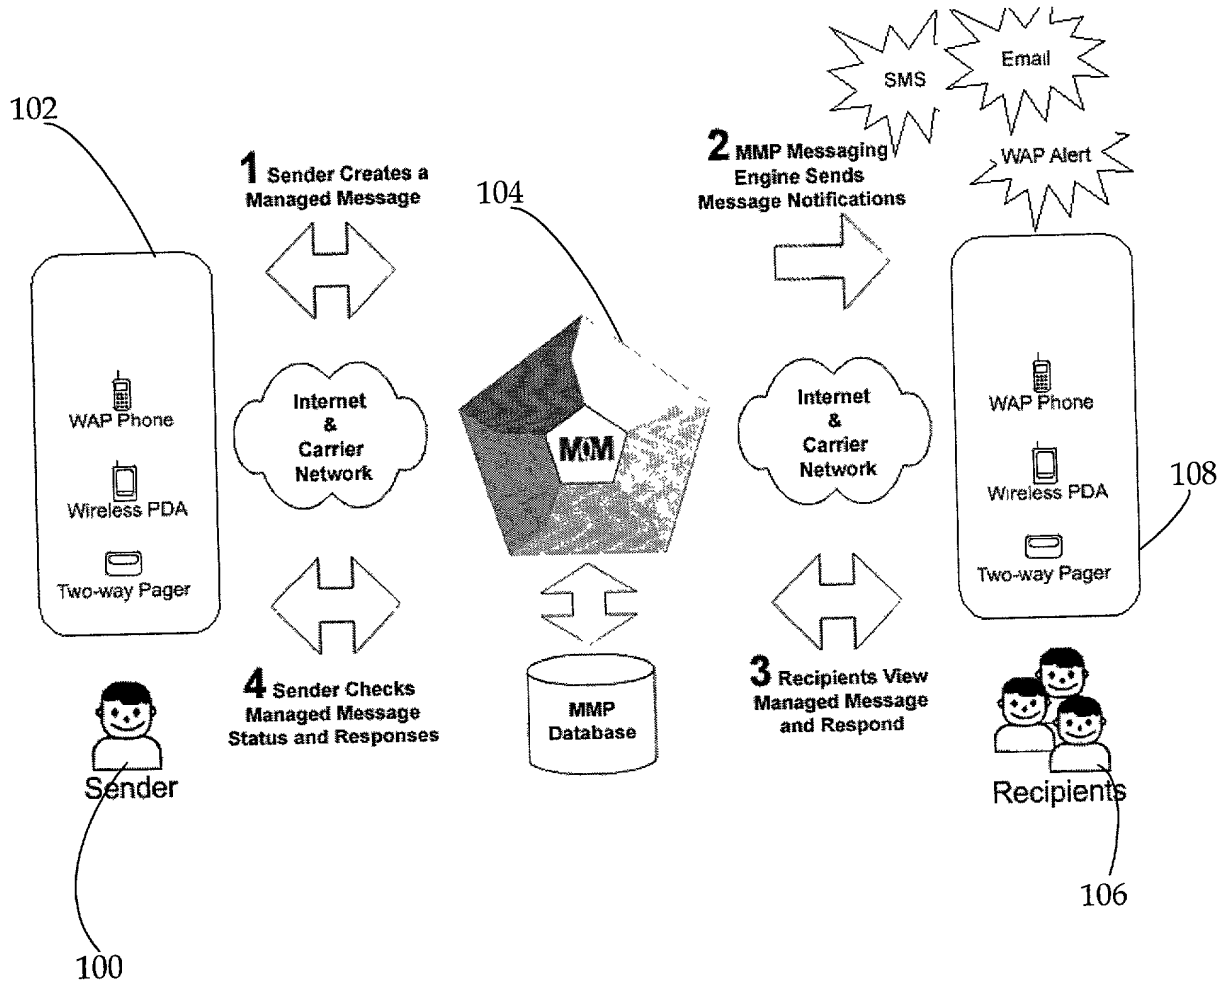 SMS
Email
WAP Alert
102
1 Sender Creates a
Managed Message
104
2 MMP Messaging
Engine Sends
Message Notifications
WAP Phone
Wireless PDA
Two-way Pager
Internet
&
Carrier
Network
Internet
&
Carrier
Network
WAP Phone
Wireless PDA
Two-way Pager
108
4 Sender Checks
Managed Message
Status and Responses
MMP
Database
3 Recipients View
Managed Message
and Respond
Sender
Recipients
100
106